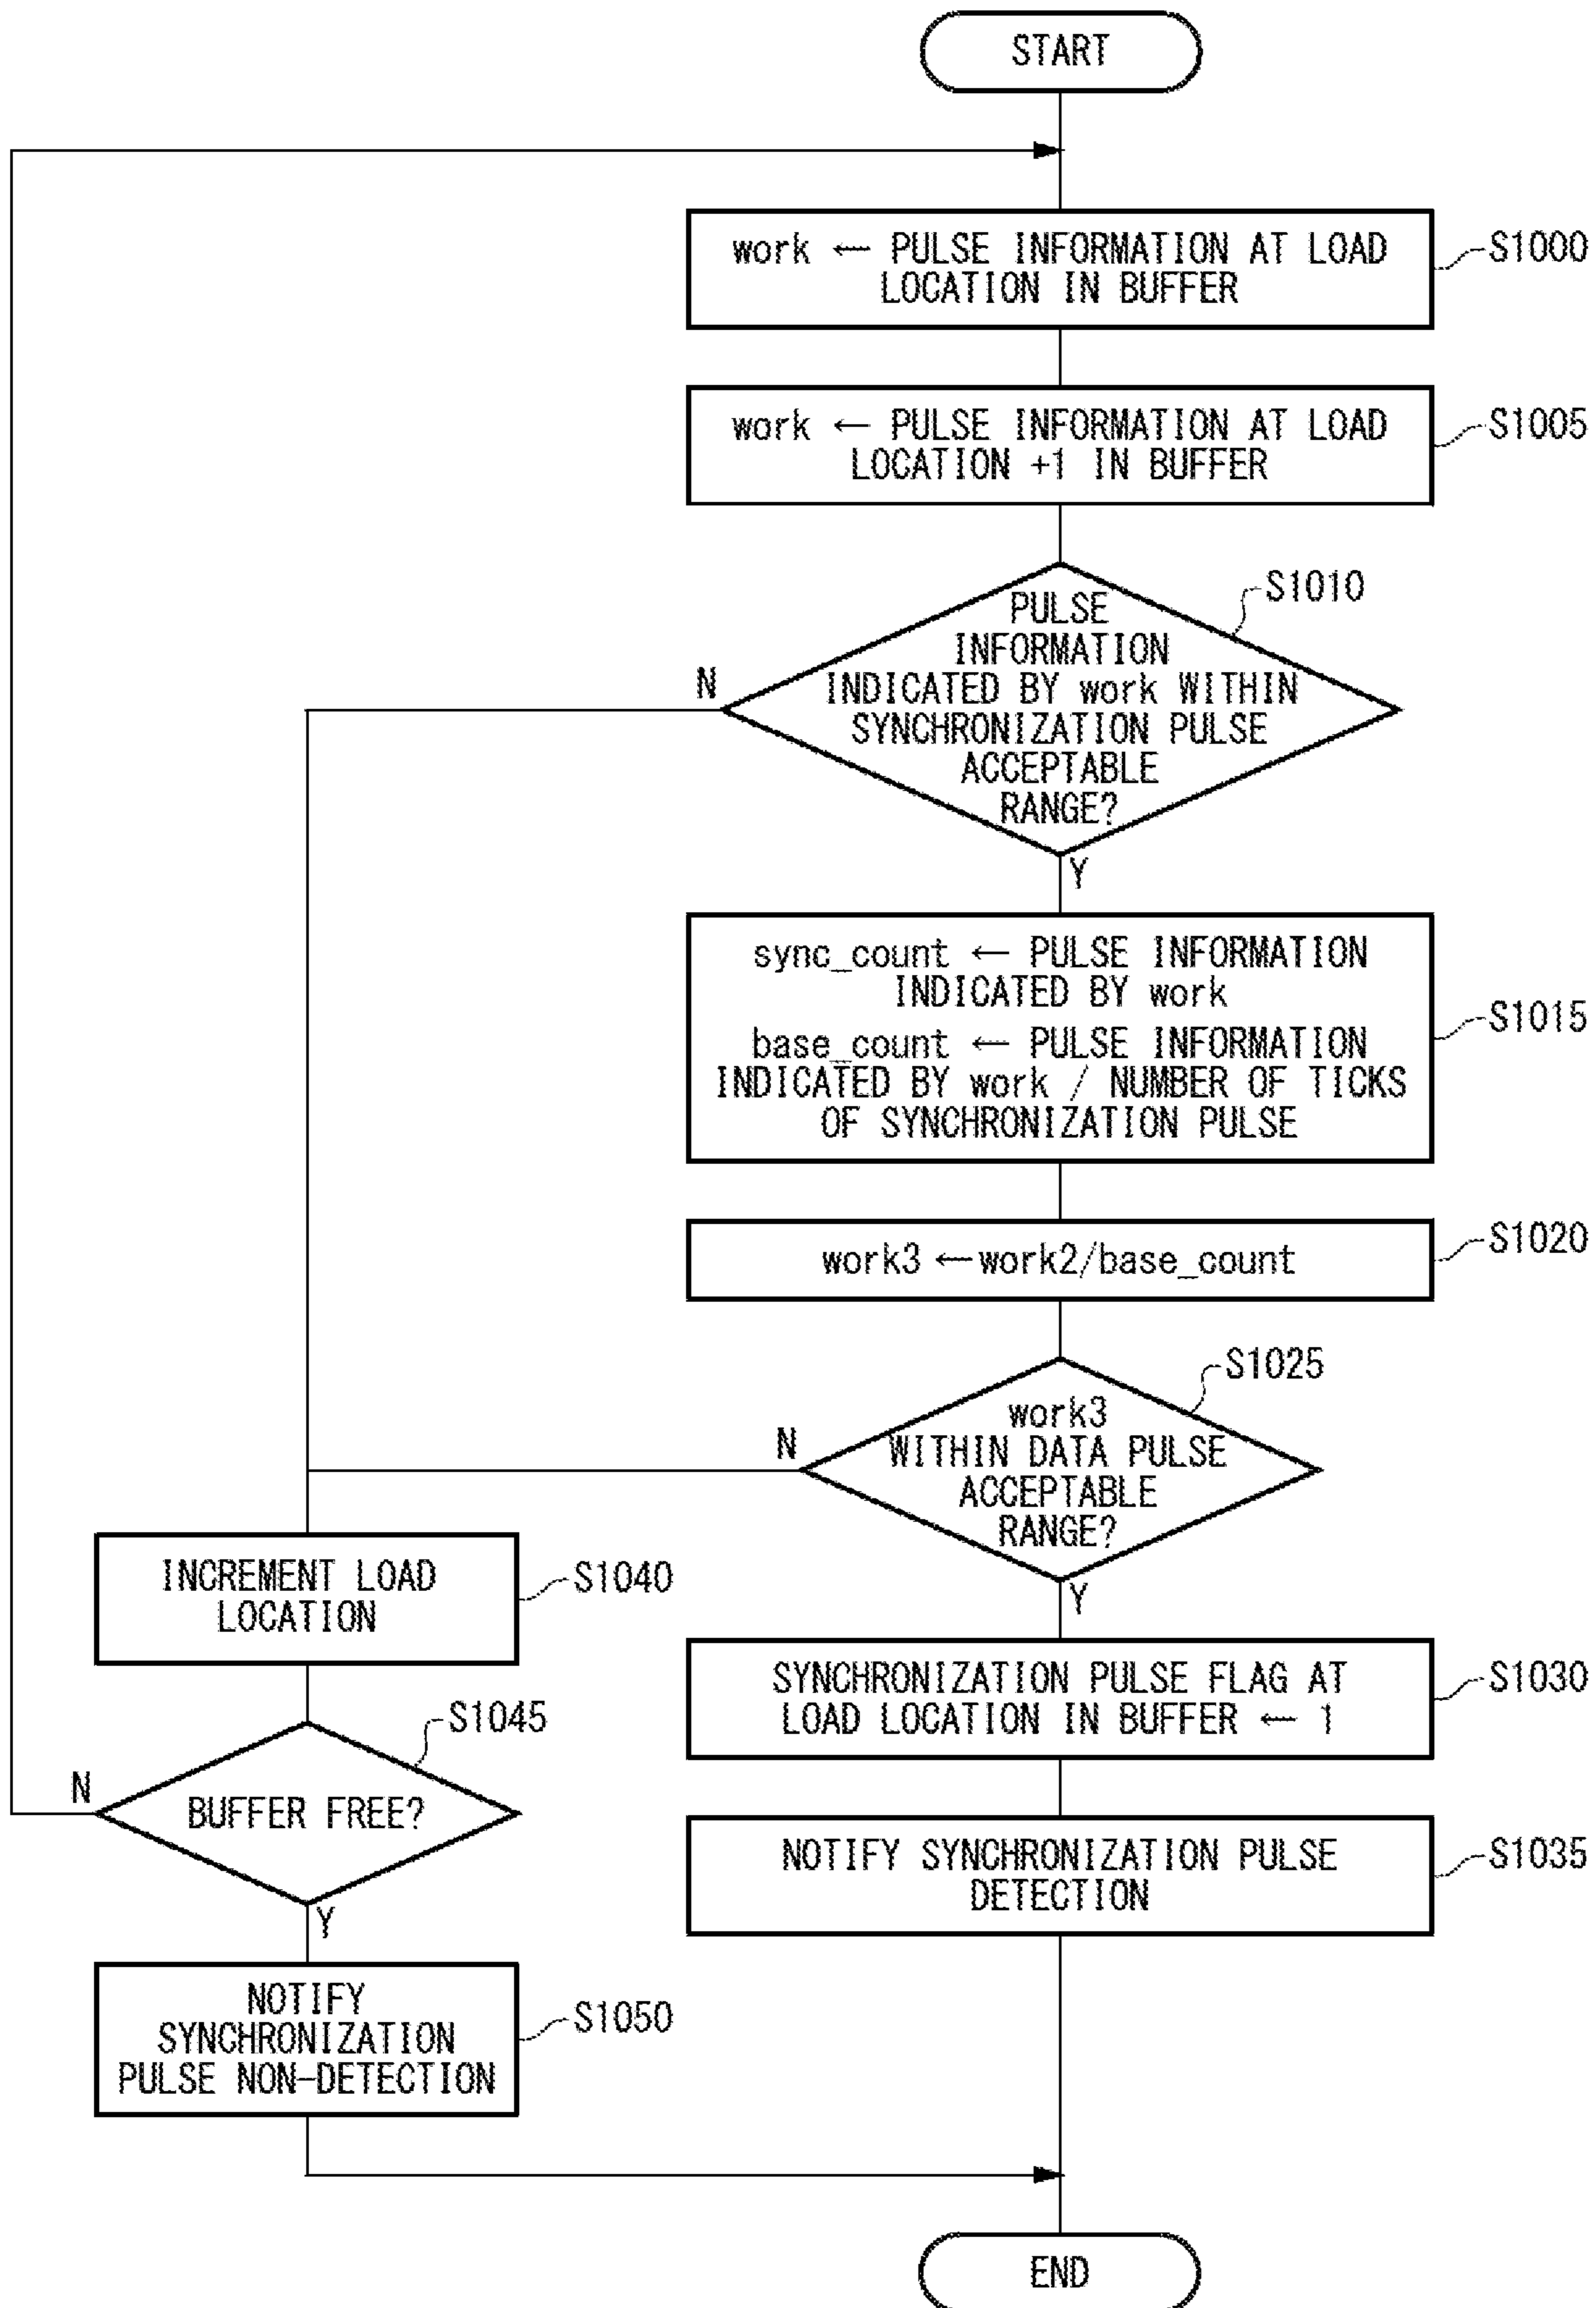 START
work ← PULSE INFORMATION AT LOAD
LOCATION IN BUFFER
S1000
work ← PULSE INFORMATION AT LOAD
LOCATION +1 IN BUFFER
S1005
PULSE
INFORMATION
INDICATED BY work WITHIN
SYNCHRONIZATION PULSE
ACCEPTABLE
RANGE?
S1010
N
Y
sync_count ← PULSE INFORMATION
INDICATED BY work
base_count ← PULSE INFORMATION
INDICATED BY work / NUMBER OF TICKS
OF SYNCHRONIZATION PULSE
S1015
work3 ← work2/base_count
S1020
work3
WITHIN DATA PULSE
ACCEPTABLE
RANGE?
S1025
N
Y
INCREMENT LOAD
LOCATION
S1040
SYNCHRONIZATION PULSE FLAG AT
LOAD LOCATION IN BUFFER ← 1
S1030
BUFFER FREE?
S1045
N
Y
NOTIFY SYNCHRONIZATION PULSE
DETECTION
S1035
NOTIFY
SYNCHRONIZATION
PULSE NON-DETECTION
S1050
END